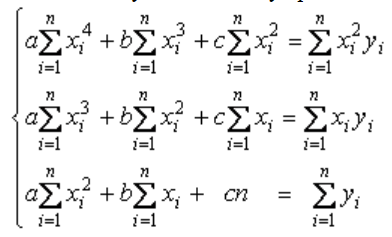 a∑_{i=1}^{n} x_i^4 + b∑_{i=1}^{n} x_i^3 + c∑_{i=1}^{n} x_i^2 = ∑_{i=1}^{n} x_i^2 y_i
a∑_{i=1}^{n} x_i^3 + b∑_{i=1}^{n} x_i^2 + c∑_{i=1}^{n} x_i = ∑_{i=1}^{n} x_i y_i
a∑_{i=1}^{n} x_i^2 + b∑_{i=1}^{n} x_i + cn = ∑_{i=1}^{n} y_i